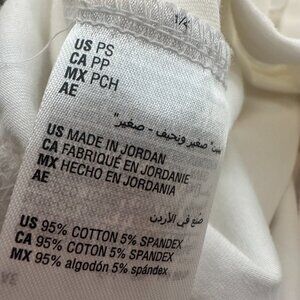 1/4
US PS
CA PP
MX PCH
AE
صغير ونحيف - صغير"
US MADE IN JORDAN
CA FABRIQUÉ EN JORDANIE
MX HECHO EN JORDANIA
AE
صنع في الأردن
US 95% COTTON 5% SPANDEX
CA 95% COTON 5% SPANDEX
MX 95% algodón 5% spandex